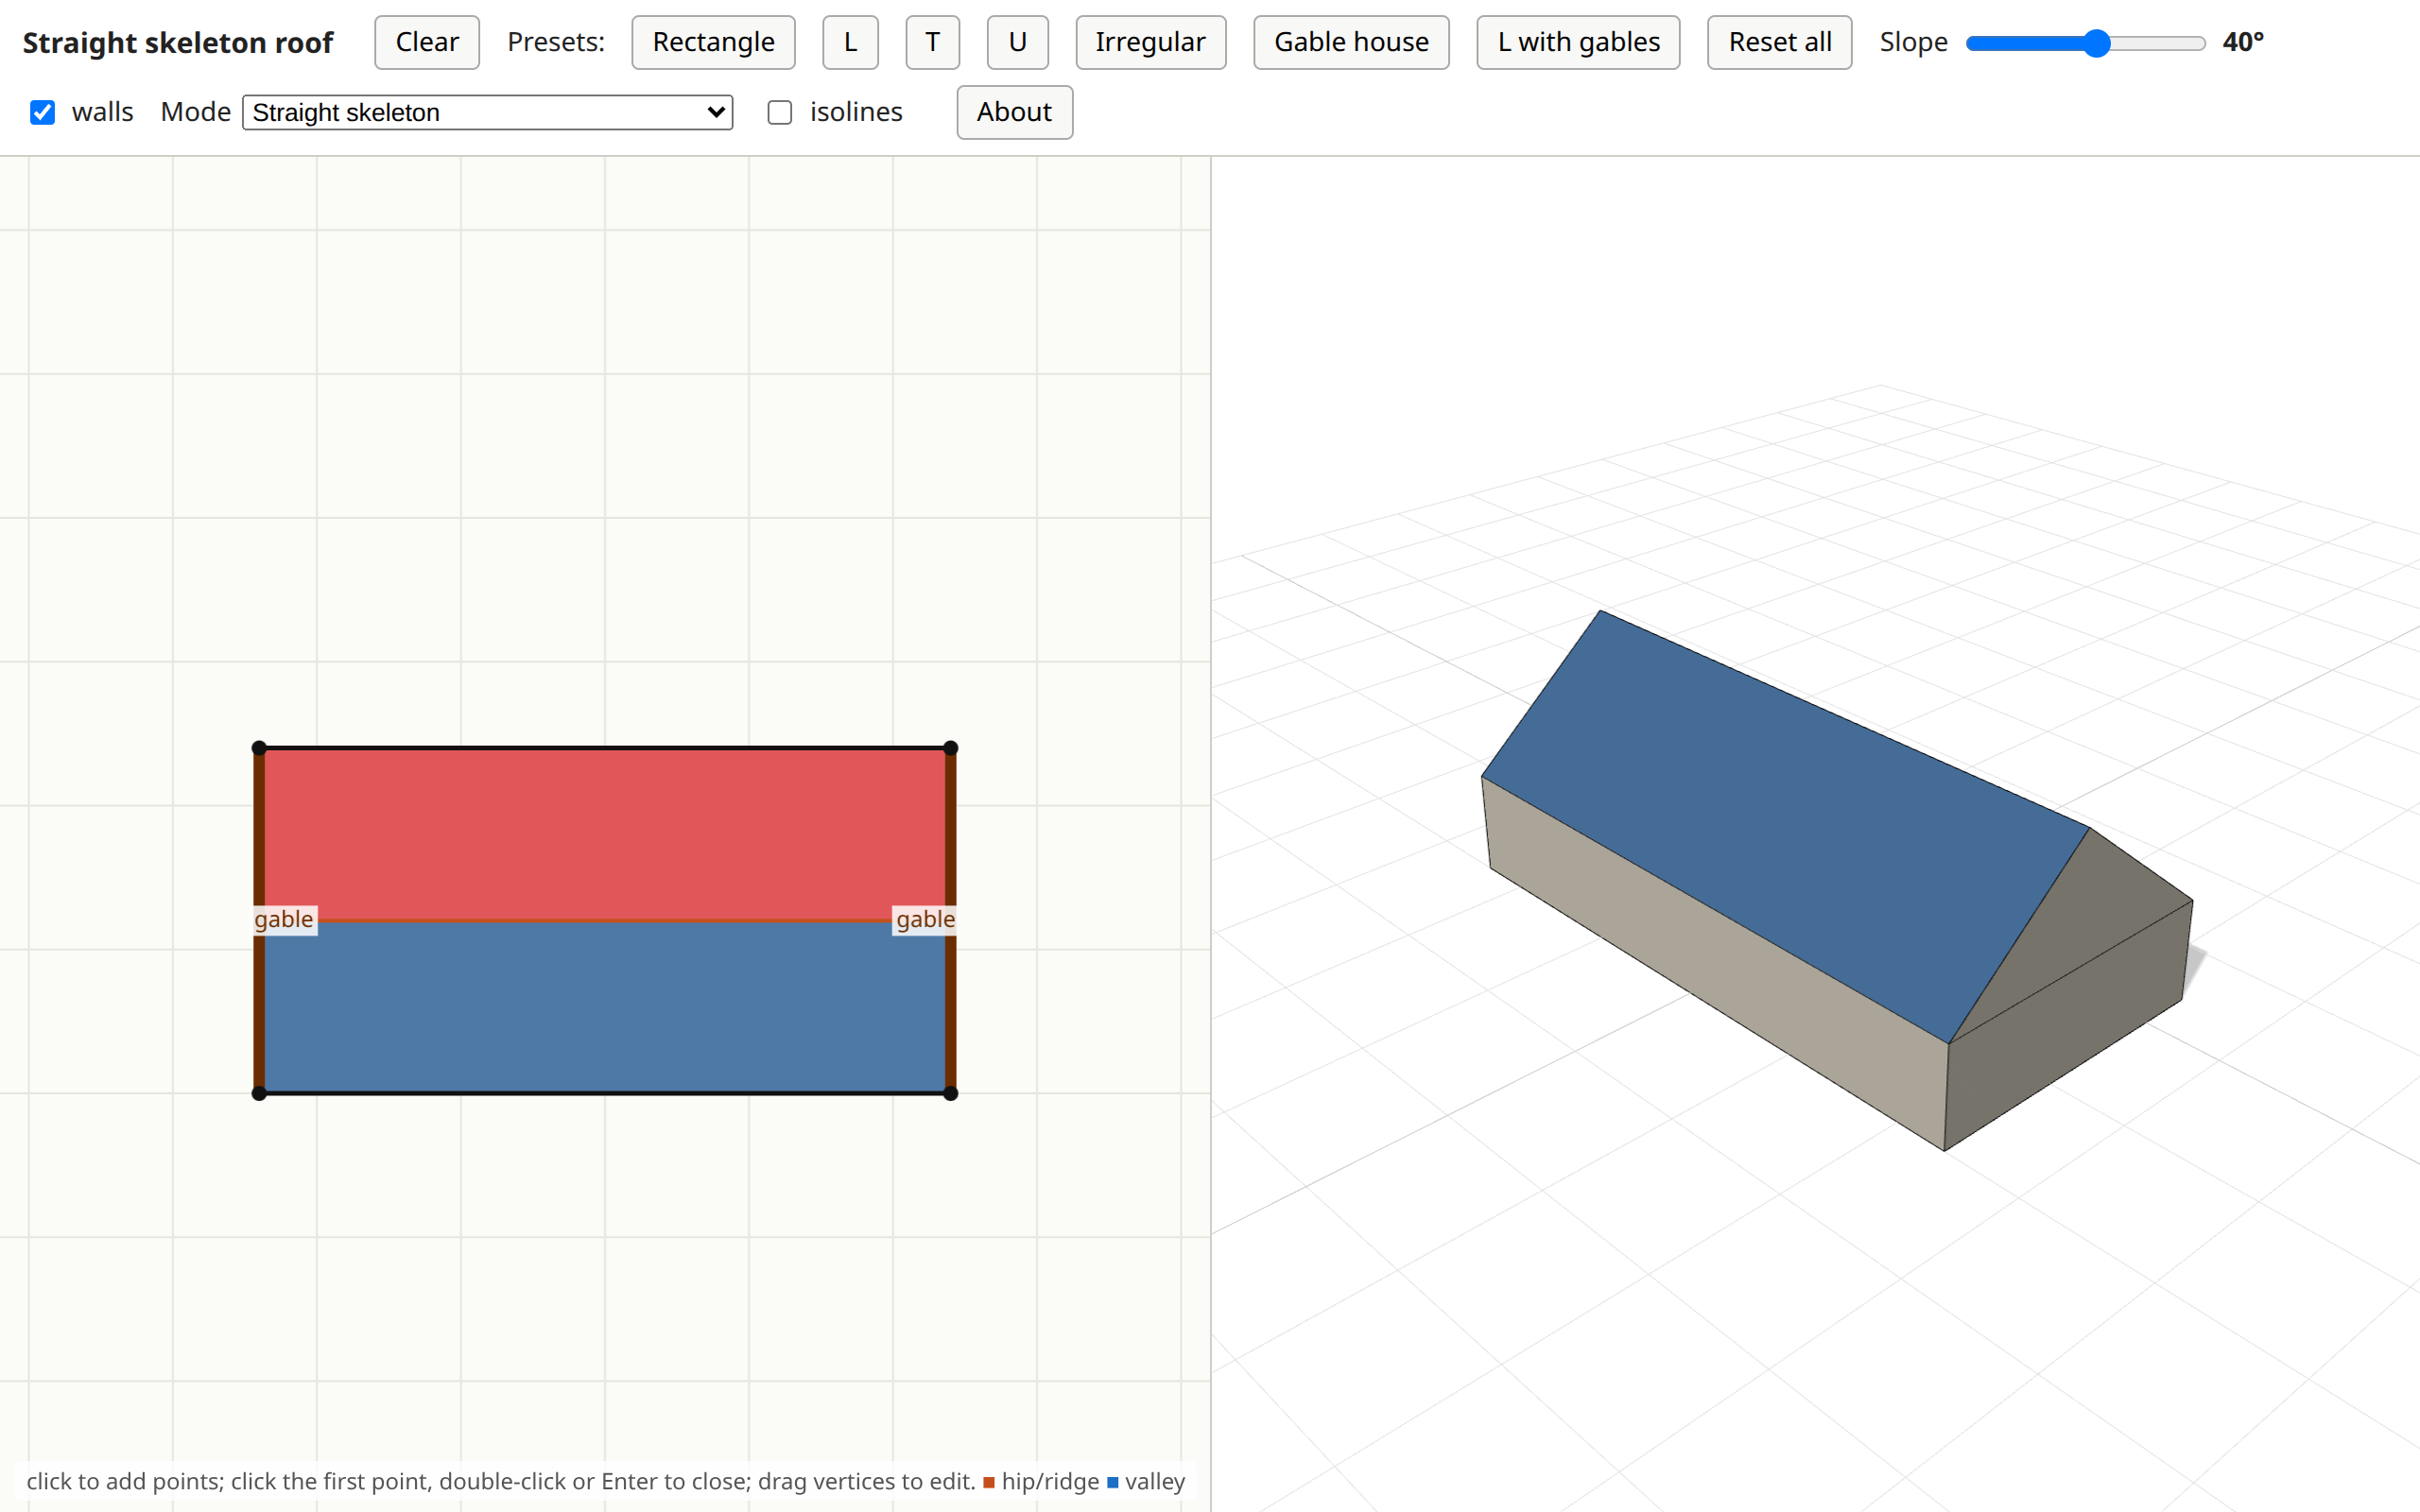 Straight skeleton roof Clear Presets: Rectangle L T U Irregular Gable house L with gables Reset all Slope 40°
walls Mode Straight skeleton isolines About
gable gable
click to add points; click the first point, double-click or Enter to close; drag vertices to edit. hip/ridge valley